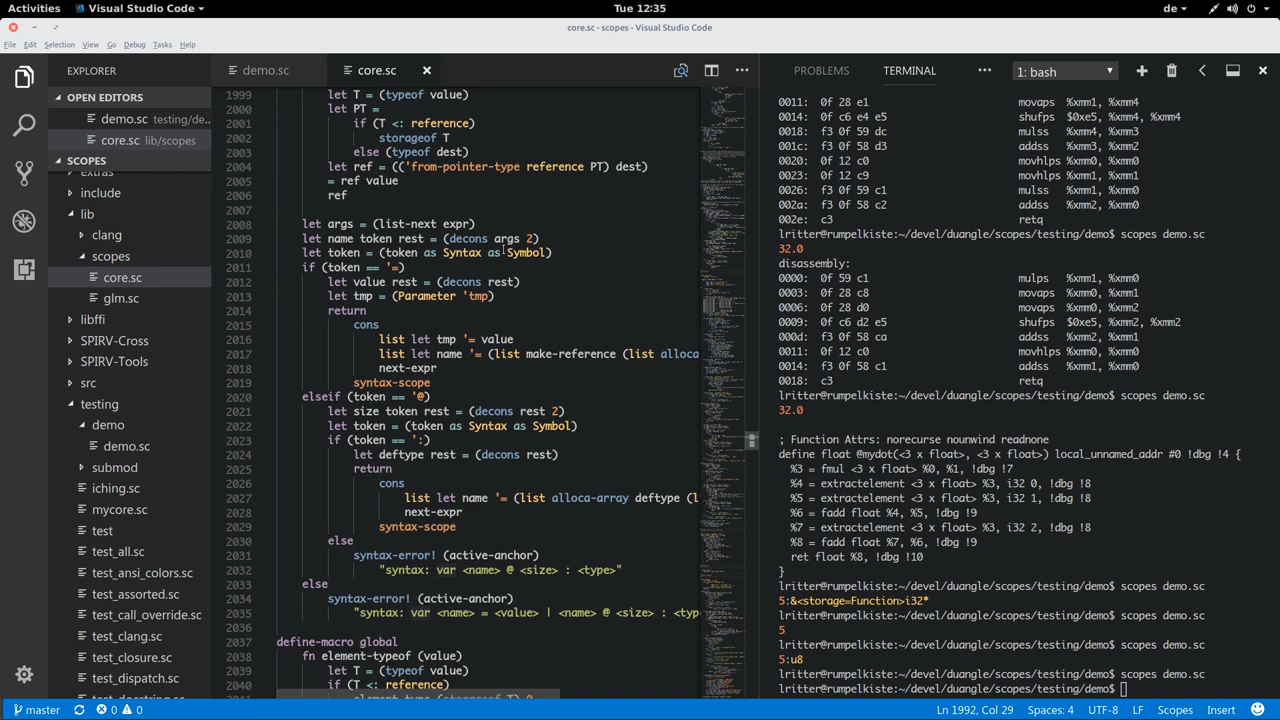 Activities
Visual Studio Code
Tue 12:35
de
core.sc - scopes - Visual Studio Code
File Edit Selection View Go Debug Tasks Help
EXPLORER
OPEN EDITORS
demo.sc testing/de...
core.sc lib/scopes
SCOPES
extras
include
lib
clang
scopes
core.sc
glm.sc
libffi
SPIRV-Cross
SPIRV-Tools
src
testing
demo
demo.sc
submod
iching.sc
mycore.sc
test
test_all.sc
test_ansi_colors.sc
test_assorted.sc
test_call_override.sc
test_clang.sc
test_closure.sc
test_dispatch.sc
test_docstring.sc
demo.sc
core.sc
1999 let T = (typeof value)
2000 let PT =
2001 if (T <: reference)
2002 storageof T
2003 else (typeof dest)
2004 let ref = (('from-pointer-type reference PT) dest)
2005 = ref value
2006 ref
2007
2008 let args = (list-next expr)
2009 let name token rest = (decons args 2)
2010 let token = (token as Syntax as Symbol)
2011 if (token == '=)
2012 let value rest = (decons rest)
2013 let tmp = (Parameter 'tmp)
2014 return
2015 cons
2016 list let tmp '= value
2017 list let name '= (list make-reference (list alloca
2018 next-expr
2019 syntax-scope
2020 elseif (token == '@)
2021 let size token rest = (decons rest 2)
2022 let token = (token as Syntax as Symbol)
2023 if (token == ':)
2024 let deftype rest = (decons rest)
2025 return
2026 cons
2027 list let name '= (list alloca-array deftype (l
2028 next-expr
2029 syntax-scope
2030 else
2031 syntax-error! (active-anchor)
2032 "syntax: var <name> @ <size> : <type>"
2033 else
2034 syntax-error! (active-anchor)
2035 "syntax: var <name> = <value> | <name> @ <size> : <typ
2036
2037 define-macro global
2038 fn element-type (value)
2039 let T = (typeof value)
2040 if (T <: reference)
2041 element-type (storageof T) 0
PROBLEMS
TERMINAL
1: bash
0011: 0f 28 e1 movaps %xmm1, %xmm4
0014: 0f c6 e4 e5 shufps $0xe5, %xmm4, %xmm4
0018: f3 0f 59 dc mulss %xmm4, %xmm3
001c: f3 0f 58 d3 addss %xmm3, %xmm2
0020: 0f 12 c0 movhlps %xmm0, %xmm0
0023: 0f 12 c9 movhlps %xmm1, %xmm1
0026: f3 0f 59 c1 mulss %xmm1, %xmm0
002a: f3 0f 58 c2 addss %xmm2, %xmm0
002e: c3 retq
lritter@rumpelkiste:~/devel/duangle/scopes/testing/demo$ scopes demo.sc
32.0
disassembly:
0000: 0f 59 c1 mulps %xmm1, %xmm0
0003: 0f 28 c8 movaps %xmm0, %xmm1
0006: 0f 28 d0 movaps %xmm0, %xmm2
0009: 0f c6 d2 e5 shufps $0xe5, %xmm2, %xmm2
000d: f3 0f 58 ca addss %xmm2, %xmm1
0011: 0f 12 c0 movhlps %xmm0, %xmm0
0014: f3 0f 58 c1 addss %xmm1, %xmm0
0018: c3 retq
lritter@rumpelkiste:~/devel/duangle/scopes/testing/demo$ scopes demo.sc
32.0
; Function Attrs: norecurse nounwind readnone
define float @mydot(<3 x float>, <3 x float>) local_unnamed_addr #0 !dbg !4 {
%3 = fmul <3 x float> %0, %1, !dbg !7
%4 = extractelement <3 x float> %3, i32 0, !dbg !8
%5 = extractelement <3 x float> %3, i32 1, !dbg !8
%6 = fadd float %4, %5, !dbg !9
%7 = extractelement <3 x float> %3, i32 2, !dbg !8
%8 = fadd float %7, %6, !dbg !9
ret float %8, !dbg !10
}
lritter@rumpelkiste:~/devel/duangle/scopes/testing/demo$ scopes demo.sc
5:&<storage=Function>i32*
lritter@rumpelkiste:~/devel/duangle/scopes/testing/demo$ scopes demo.sc
5
lritter@rumpelkiste:~/devel/duangle/scopes/testing/demo$ scopes demo.sc
5:u8
lritter@rumpelkiste:~/devel/duangle/scopes/testing/demo$ scopes demo.sc
lritter@rumpelkiste:~/devel/duangle/scopes/testing/demo$
master 0 0
Ln 1992, Col 29 Spaces: 4 UTF-8 LF Scopes Insert